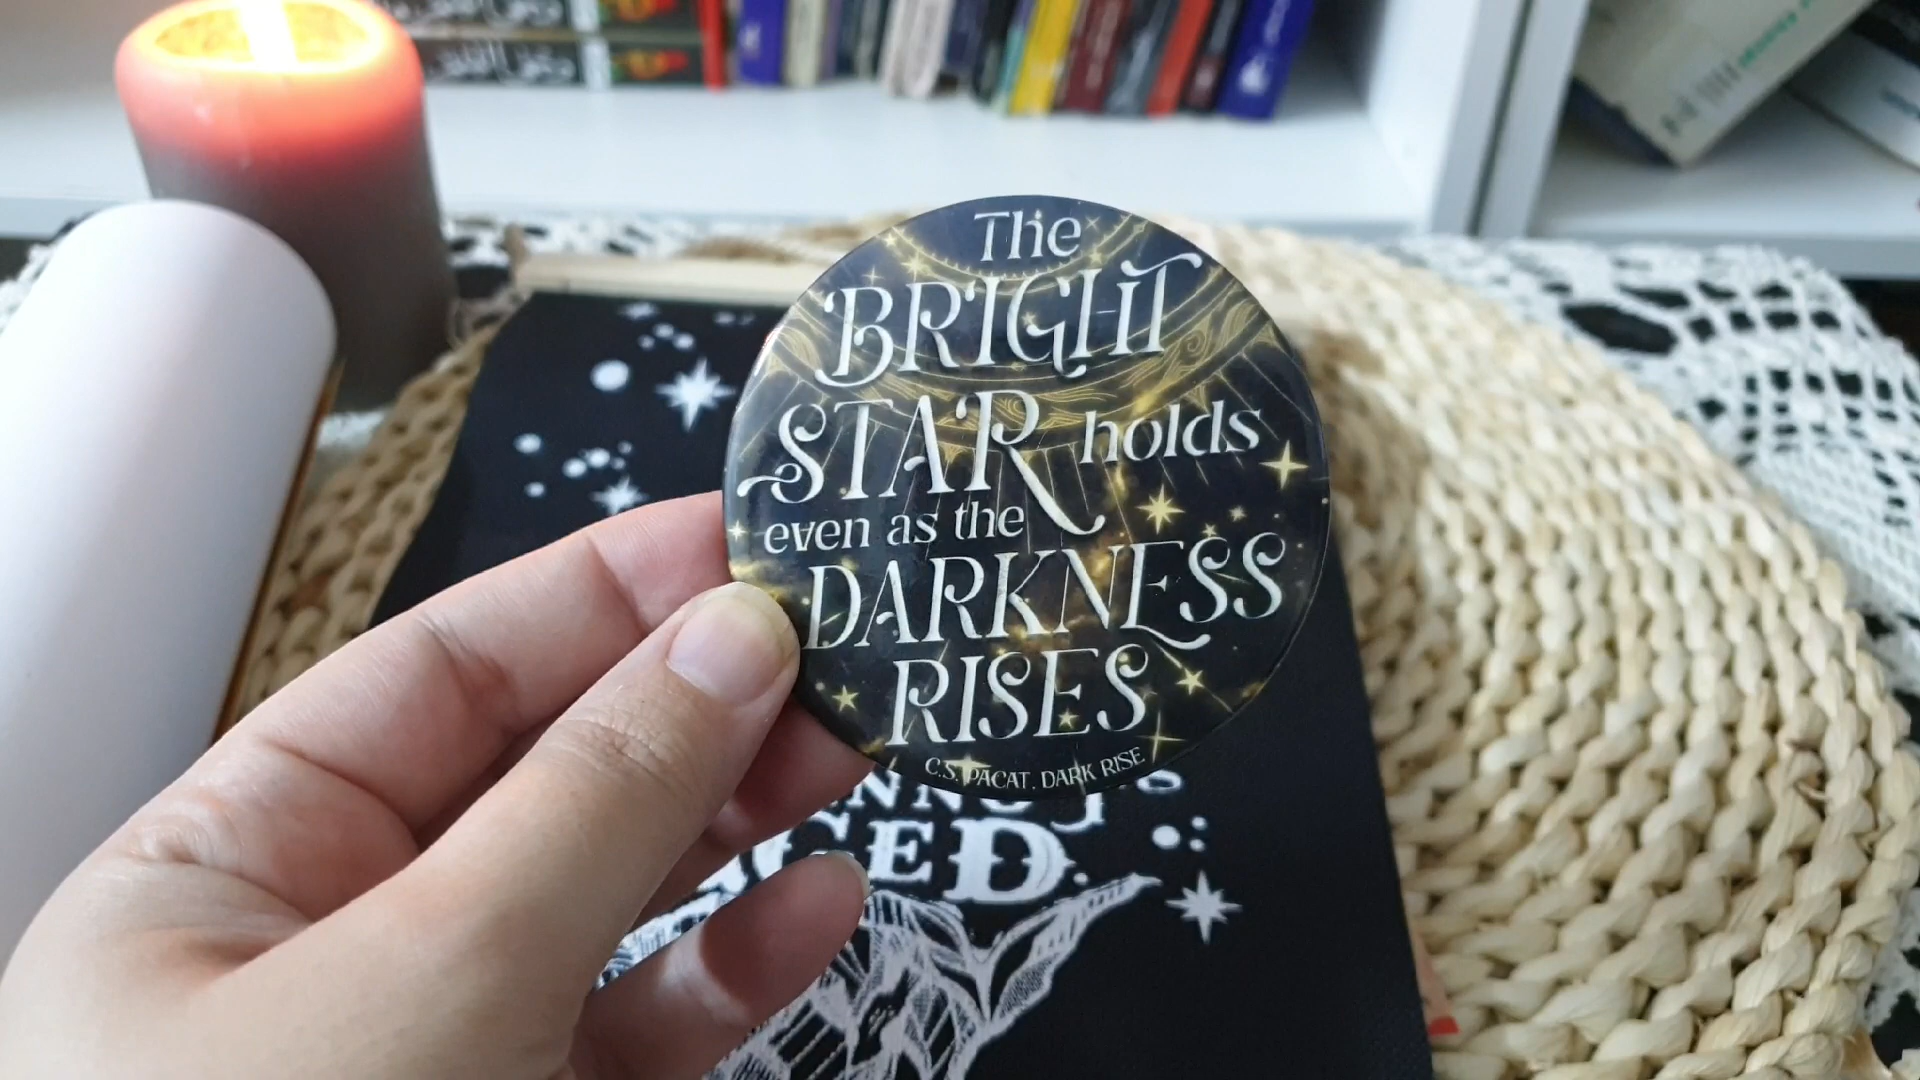 The
BRIGHT
STAR holds
even as the
DARKNESS
RISES
C.S. PACAT, DARK RISE